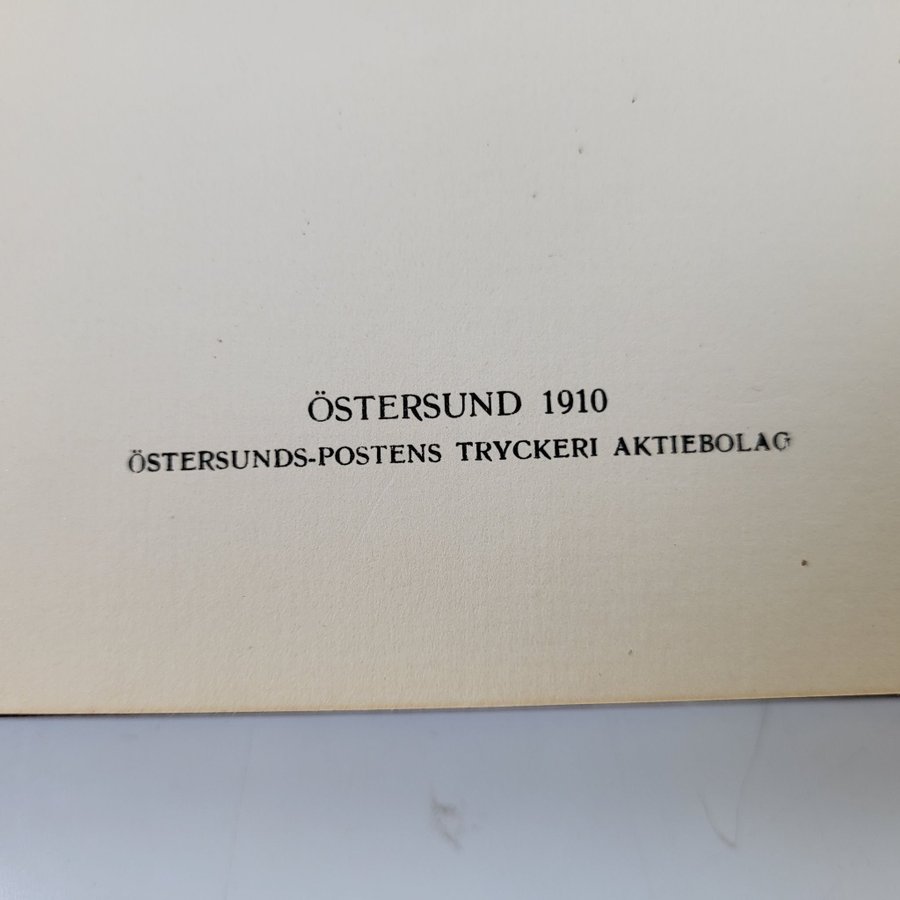 ÖSTERSUND 1910
ÖSTERSUNDS-POSTENS TRYCKERI AKTIEBOLAG